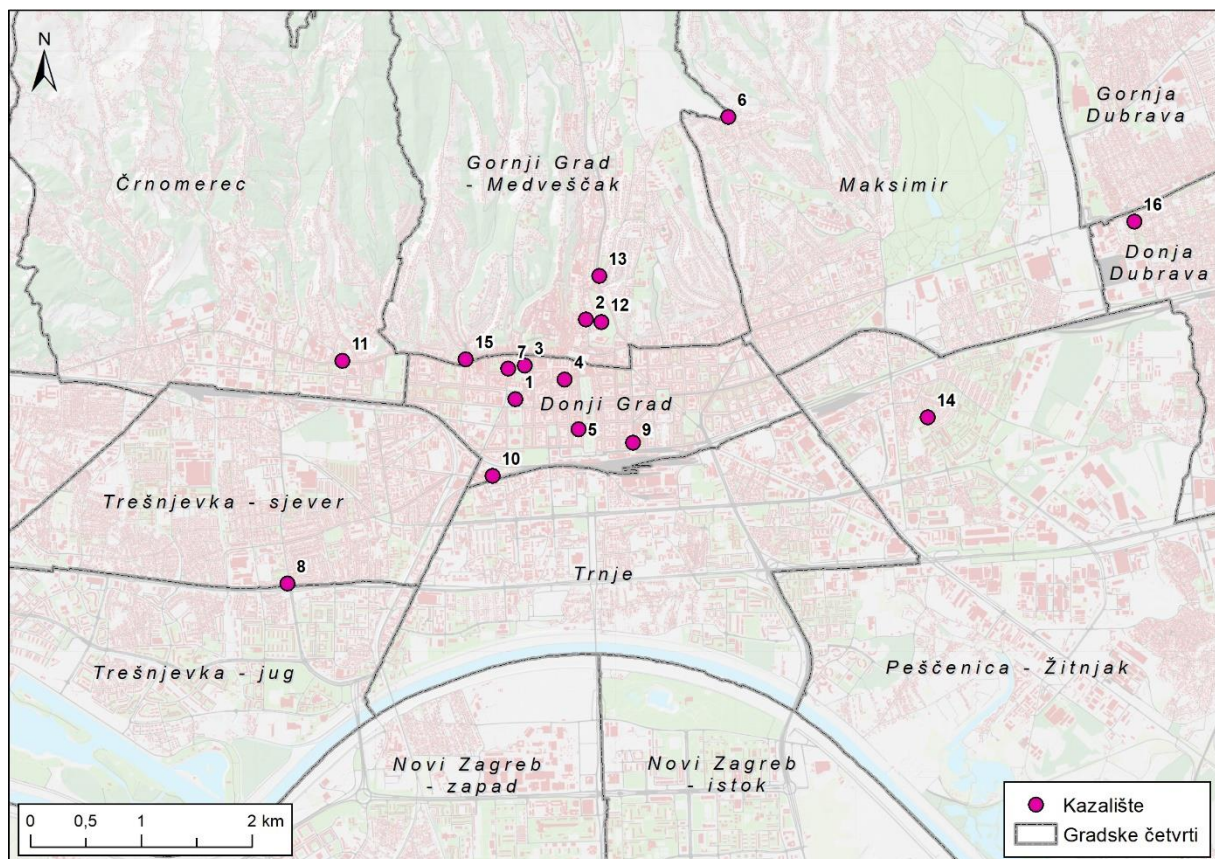 N
6
Gornja
Dubrava
Gornji Grad
- Medveščak
Črnomerec
Maksimir
16
Donja
Dubrava
13
2
12
11
15
7
3
4
1
Donji Grad
14
5
9
10
Trešnjevka - sjever
8
Trnje
Trešnjevka - jug
Peščenica - Žitnjak
Novi Zagreb
- zapad
Novi Zagreb
- istok
0 0,5 1 2 km
Kazalište
Gradske četvrti